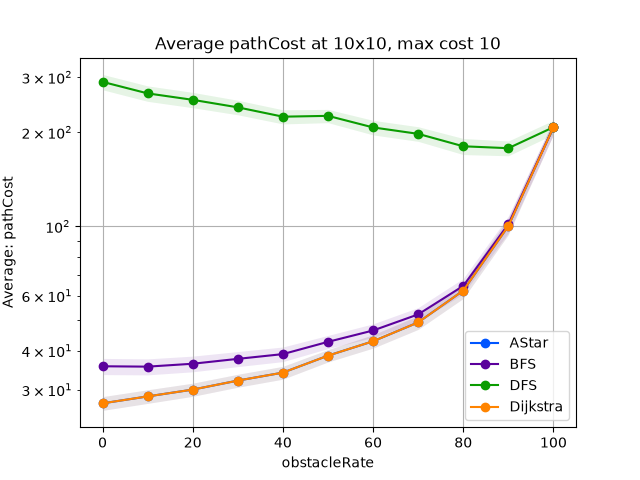 Average pathCost at 10x10, max cost 10
Average: pathCost
3 × 10²
2 × 10²
10²
6 × 10¹
4 × 10¹
3 × 10¹
AStar
BFS
DFS
Dijkstra
0 20 40 60 80 100
obstacleRate